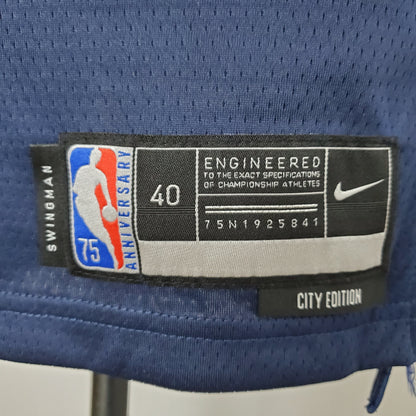 SWINGMAN
75
ANNIVERSARY
40
ENGINEERED
TO THE EXACT SPECIFICATIONS
OF CHAMPIONSHIP ATHLETES
75N1925841
CITY EDITION